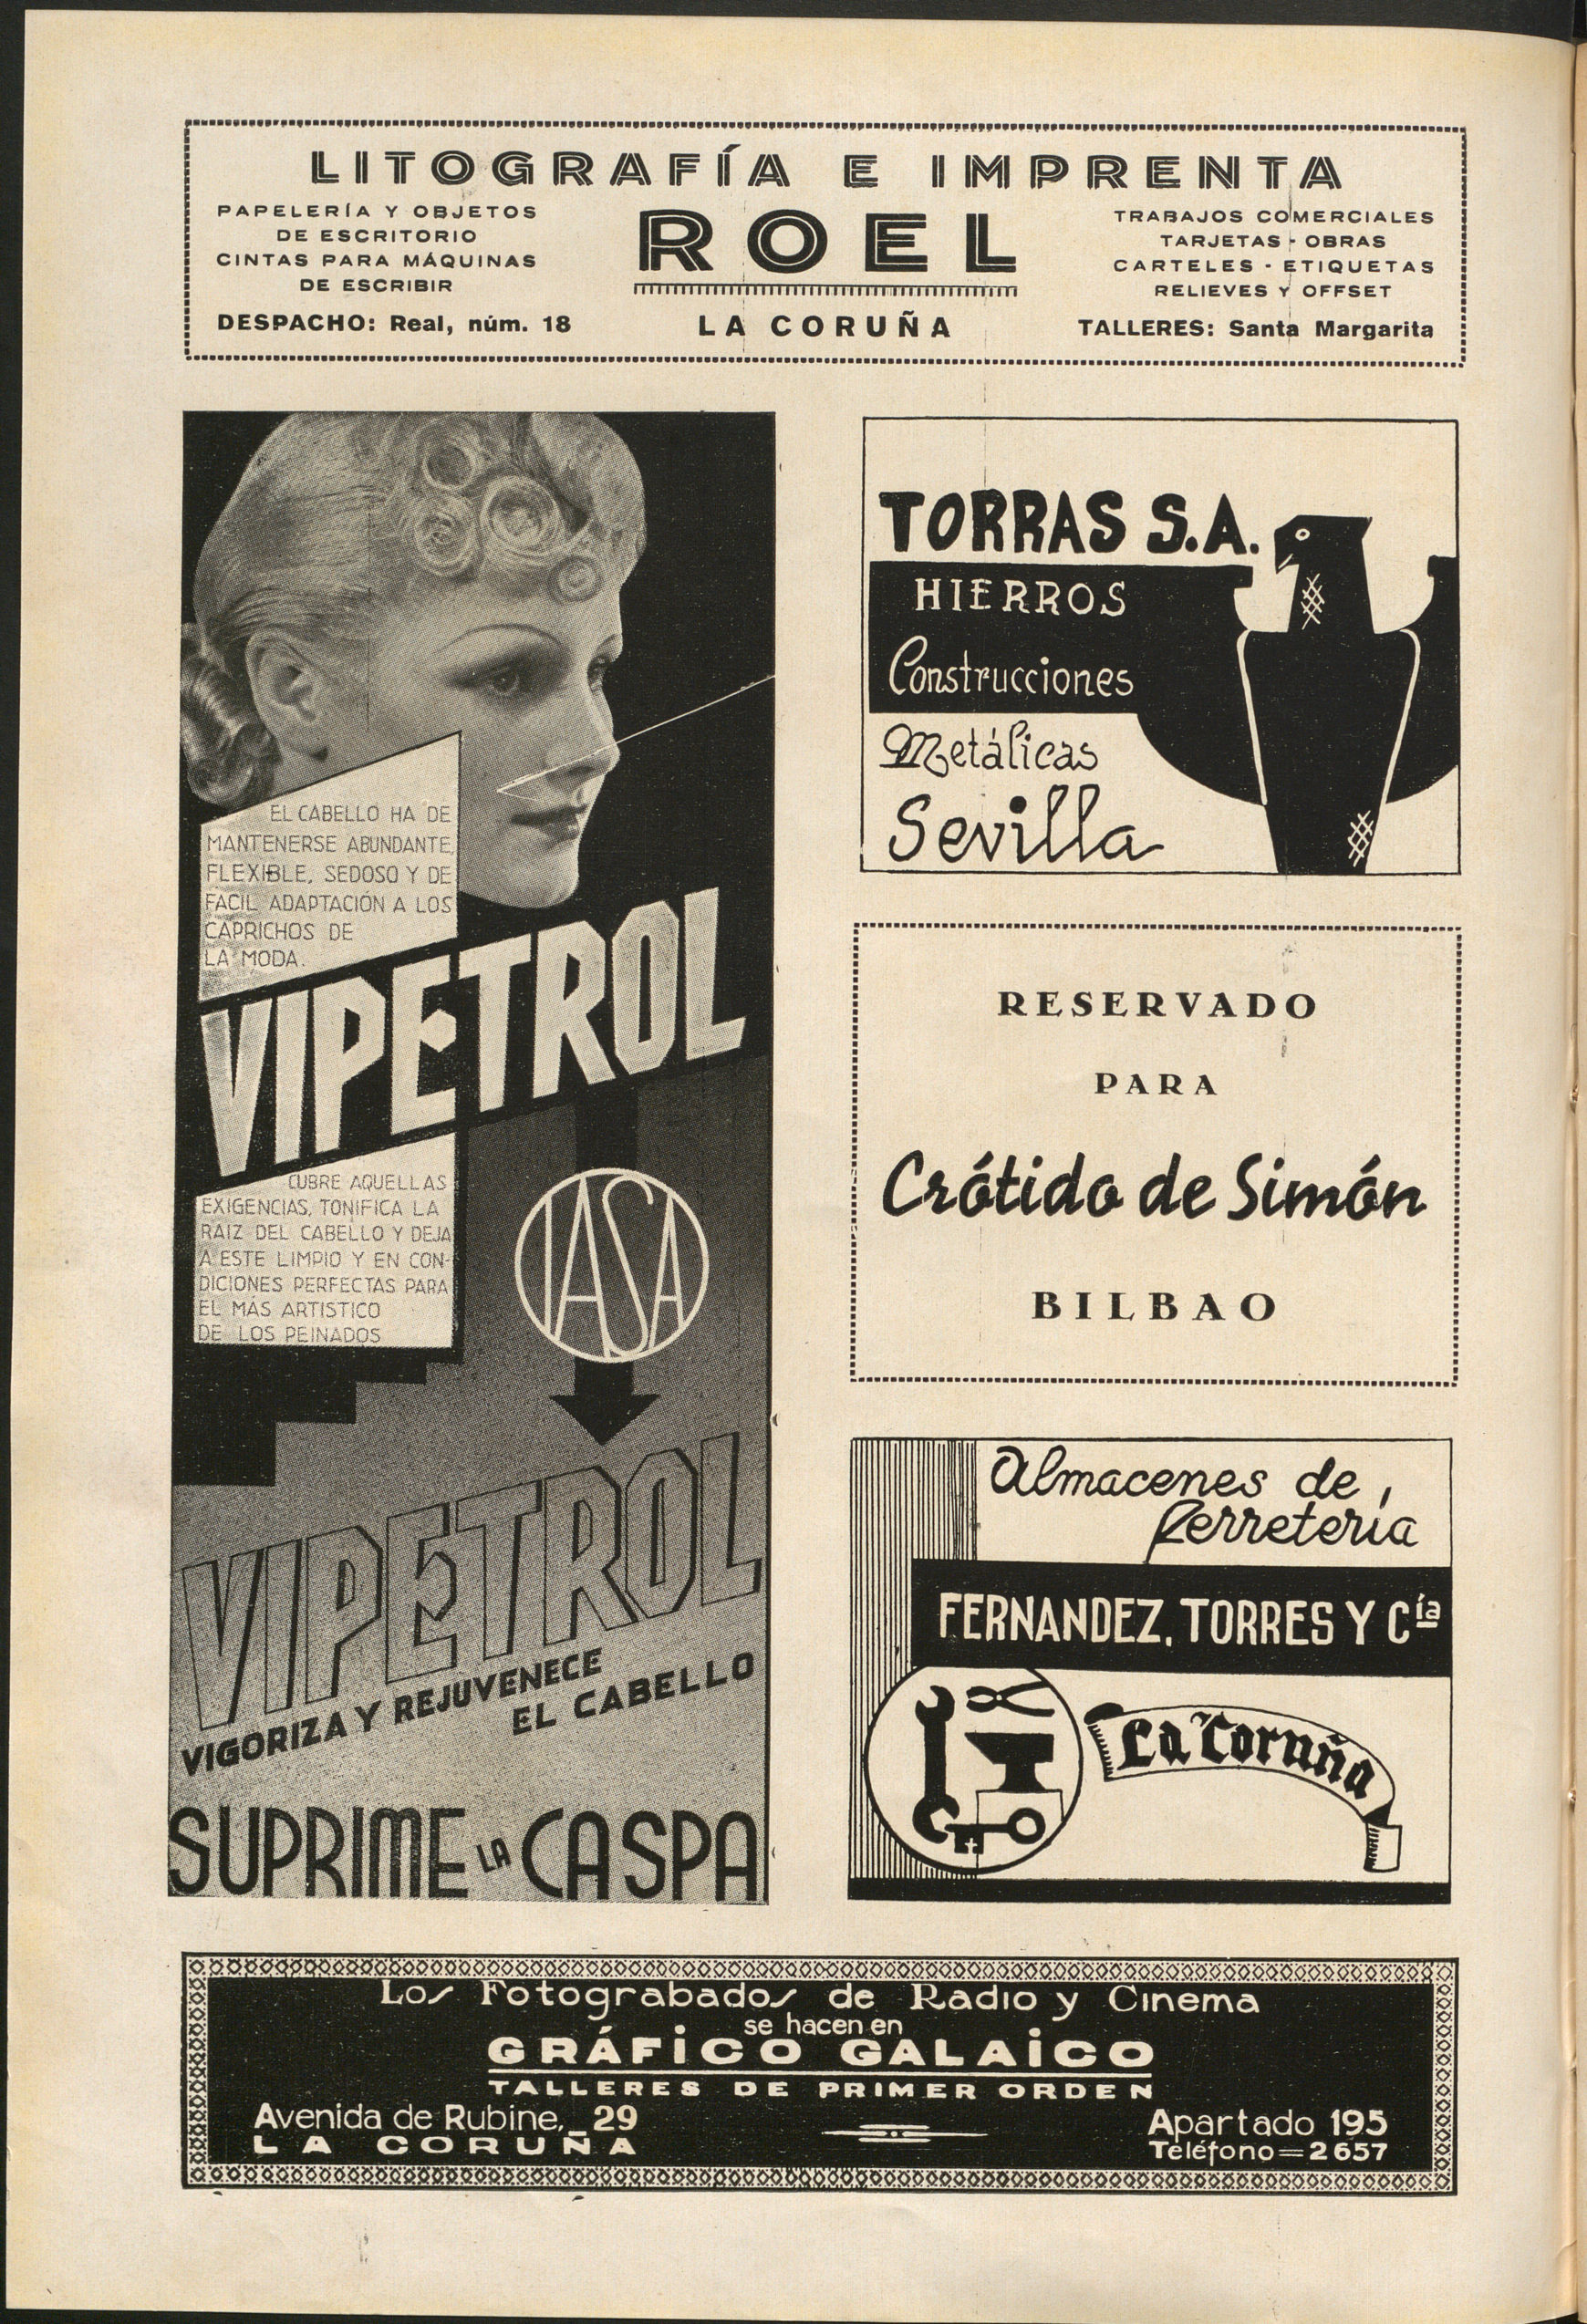 LITOGRAFÍA E IMPRENTA
ROEL
PAPELERÍA Y OBJETOS
DE ESCRITORIO
CINTAS PARA MÁQUINAS
DE ESCRIBIR
TRABAJOS COMERCIALES
TARJETAS - OBRAS
CARTELES - ETIQUETAS
RELIEVES Y OFFSET
DESPACHO: Real, núm. 18
LA CORUÑA
TALLERES: Santa Margarita
EL CABELLO HA DE
MANTENERSE ABUNDANTE,
FLEXIBLE, SEDOSO Y DE
FACIL ADAPTACIÓN A LOS
CAPRICHOS DE
LA MODA.
VIPETROL
CUBRE AQUELLAS
EXIGENCIAS, TONIFICA LA
RAIZ DEL CABELLO Y DEJA
A ESTE LIMPIO Y EN CON-
DICIONES PERFECTAS PARA
EL MÁS ARTISTICO
DE LOS PEINADOS
IASA
VIPETROL
VIGORIZA Y REJUVENECE
EL CABELLO
SUPRIME LA CASPA
TORRAS S.A.
HIERROS
Construcciones
Metálicas
Sevilla
RESERVADO
PARA
Crótido de Simón
BILBAO
Almacenes de
ferretería
FERNANDEZ, TORRES Y Cía
La Coruña
Los Fotograbados de Radio y Cinema
se hacen en
GRÁFICO GALAICO
TALLERES DE PRIMER ORDEN
Avenida de Rubine, 29
LA CORUÑA
Apartado 195
Teléfono=2657